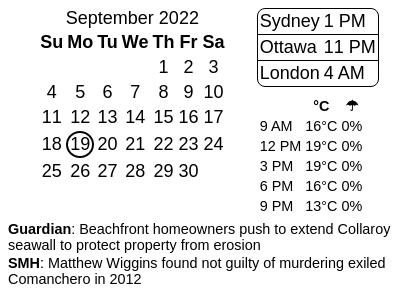 September 2022
Su Mo Tu We Th Fr Sa
1 2 3
4 5 6 7 8 9 10
11 12 13 14 15 16 17
18 19 20 21 22 23 24
25 26 27 28 29 30
Sydney 1 PM
Ottawa 11 PM
London 4 AM
°C ☂
9 AM 16°C 0%
12 PM 19°C 0%
3 PM 19°C 0%
6 PM 16°C 0%
9 PM 13°C 0%
Guardian: Beachfront homeowners push to extend Collaroy
seawall to protect property from erosion
SMH: Matthew Wiggins found not guilty of murdering exiled
Comanchero in 2012